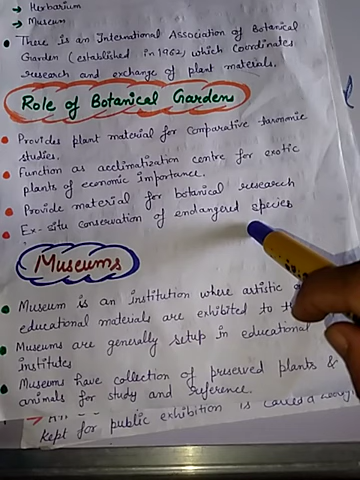 → Herbarium
→ Museum
• There is an International Association of Botanical
Garden (established in 1962) which coordinates
research and exchange of plant materials.
Role of Botanical Gardens
• Provides plant material for comparative taxonomic
studies.
• Function as acclimatization centre for exotic
plants of economic importance.
• Provide material for botanical research
• Ex-situ conservation of endangered species
Museums
• Museum is an institution where artistic
educational materials are exhibited to
• Museums are generally setup in educational
institutes
• Museums have collection of preserved plants &
animals for study and reference.
kept for public exhibition is called a